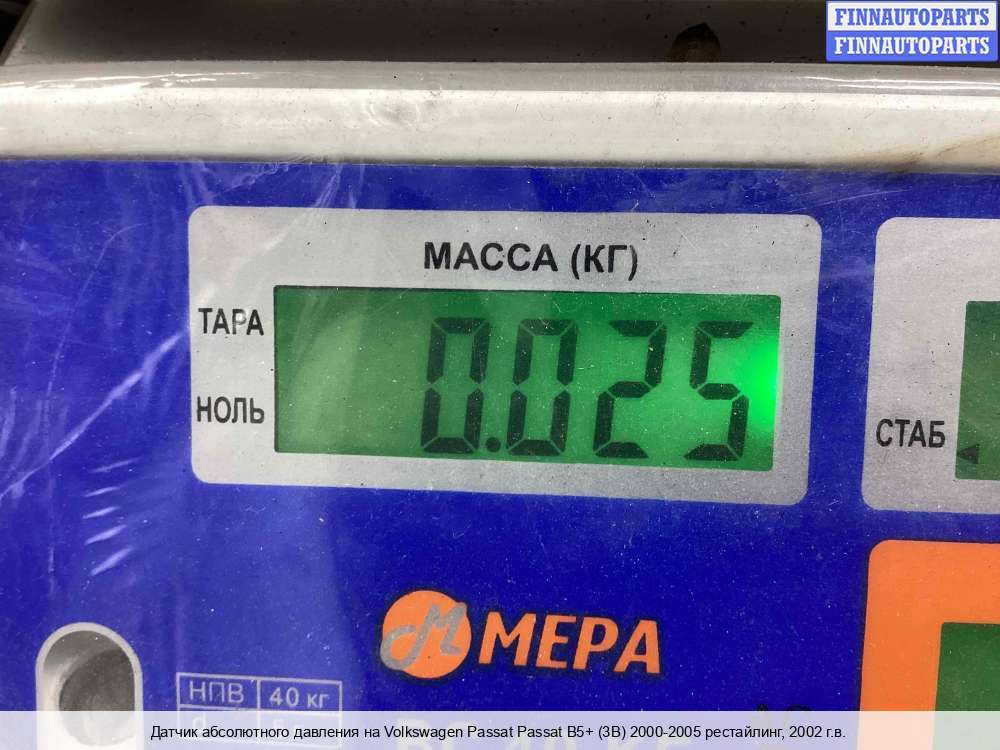 FINNAUTOPARTS
FINNAUTOPARTS
МАССА (КГ)
ТАРА
0.025
НОЛЬ
СТАБ
М МЕРА
НПВ 40 кг
Датчик абсолютного давления на Volkswagen Passat Passat B5+ (3B) 2000-2005 рестайлинг, 2002 г.в.